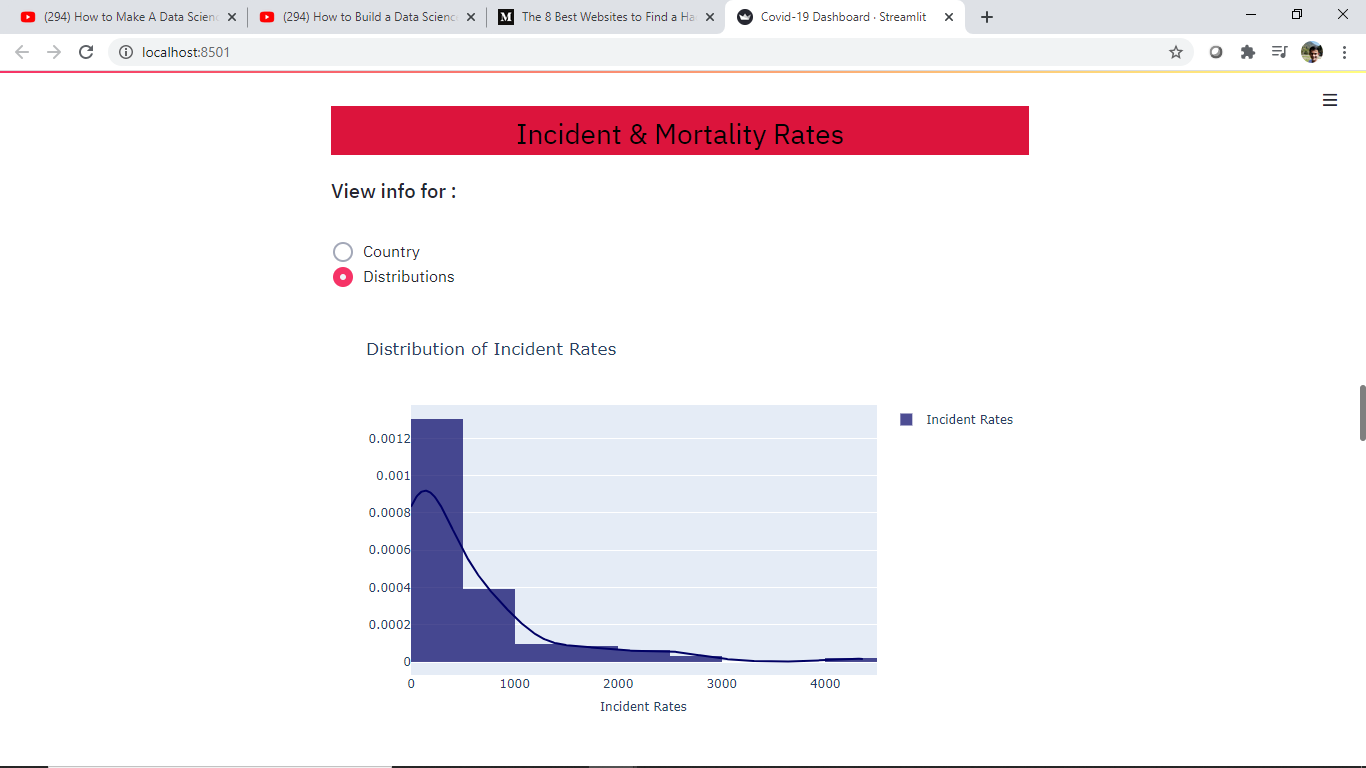 (294) How to Make A Data Scienc
(294) How to Build a Data Science
M The 8 Best Websites to Find a Ha
Covid-19 Dashboard · Streamlit
localhost:8501
Incident & Mortality Rates
View info for :
Country
Distributions
Distribution of Incident Rates
Incident Rates
0.0012
0.001
0.0008
0.0006
0.0004
0.0002
0
0 1000 2000 3000 4000
Incident Rates